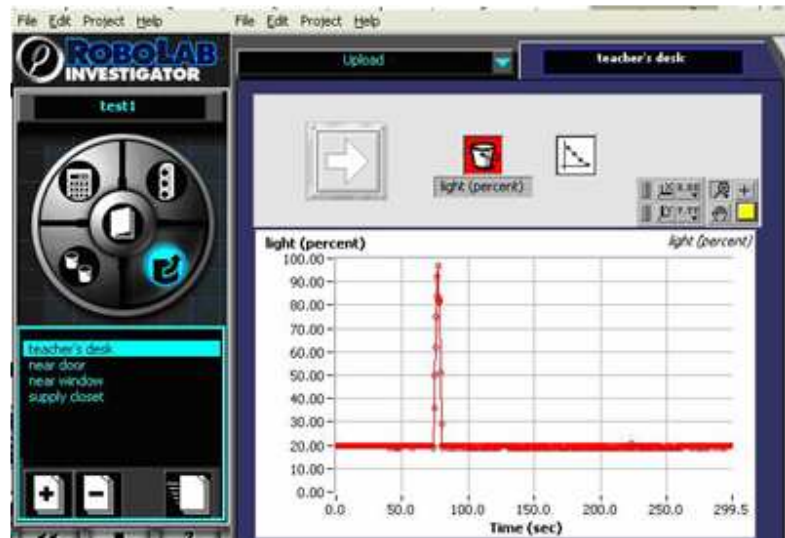 File Edit Project Help
File Edit Project Help
ROBOLAB
INVESTIGATOR
test1
Upload
teacher's desk
light (percent)
teacher's desk
near door
near window
supply closet
light (percent)
light (percent)
100.00
90.00
80.00
70.00
60.00
50.00
40.00
30.00
20.00
10.00
0.00
0.0 50.0 100.0 150.0 200.0 250.0 299.5
Time (sec)